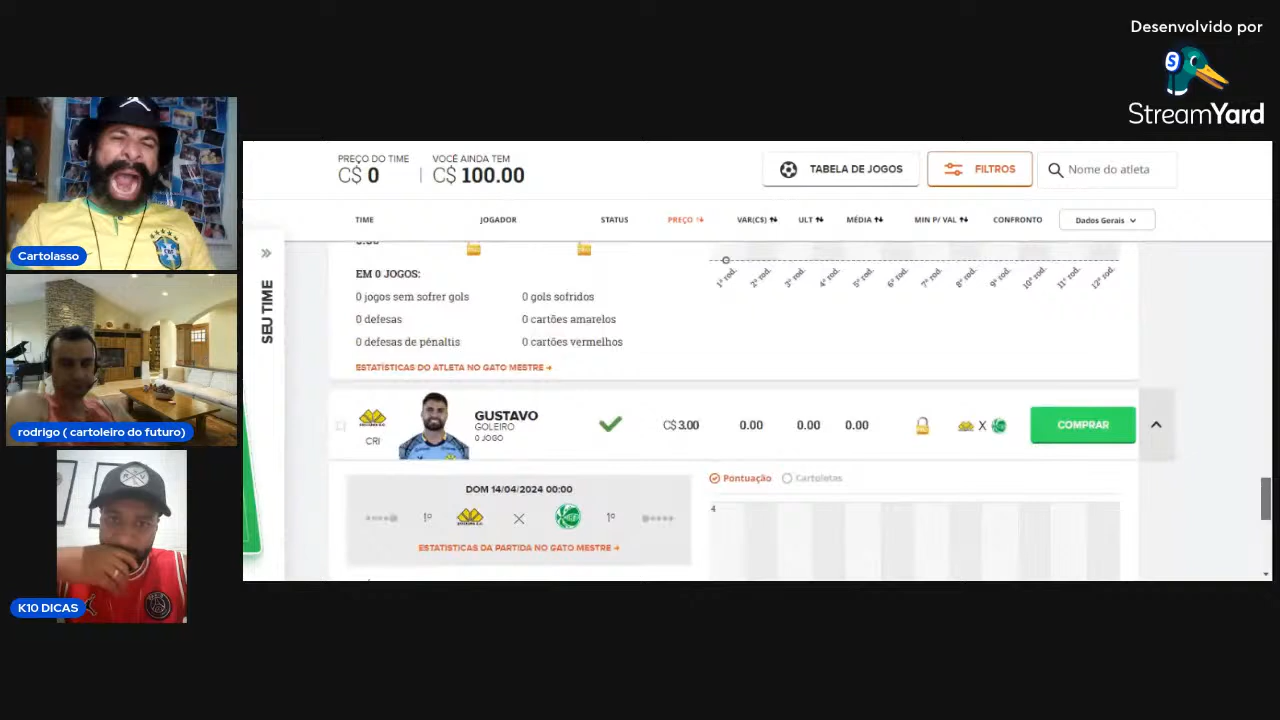 Desenvolvido por
StreamYard
Cartolasso
rodrigo ( cartoleiro do futuro)
K10 DICAS
PREÇO DO TIME
C$ 0
VOCÊ AINDA TEM
C$ 100.00
TABELA DE JOGOS
FILTROS
Nome do atleta
TIME JOGADOR STATUS PREÇO VAR(C$) ULT MÉDIA MIN P/ VAL CONFRONTO Dados Gerais
SEU TIME
EM 0 JOGOS:
0 jogos sem sofrer gols 0 gols sofridos
0 defesas 0 cartões amarelos
0 defesas de pênaltis 0 cartões vermelhos
ESTATÍSTICAS DO ATLETA NO GATO MESTRE
1ª rod. 2ª rod. 3ª rod. 4ª rod. 5ª rod. 6ª rod. 7ª rod. 8ª rod. 9ª rod. 10ª rod. 11ª rod. 12ª rod.
CRI
GUSTAVO
GOLEIRO
0 JOGO
C$ 3.00 0.00 0.00 0.00 X COMPRAR
DOM 14/04/2024 00:00
1º 1º
ESTATÍSTICAS DA PARTIDA NO GATO MESTRE
Pontuação Cartoletas
4